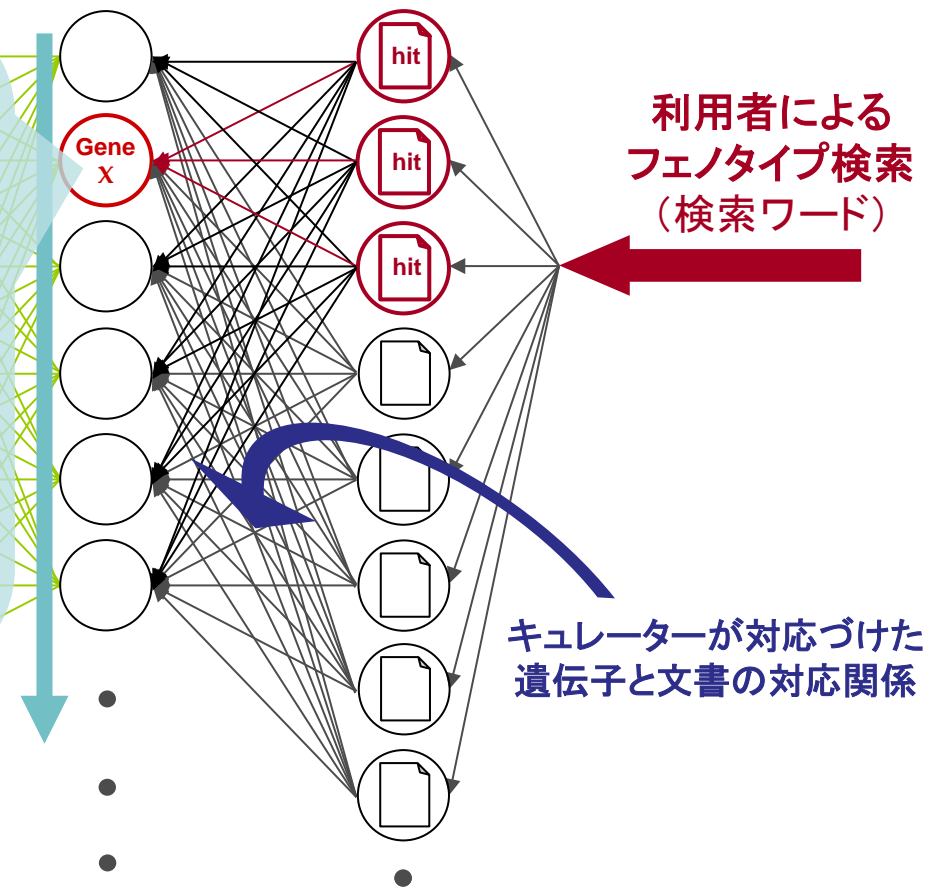 hit
Gene
X
hit
hit
利用者による
フェノタイプ検索
（検索ワード）
キュレーターが対応づけた
遺伝子と文書の対応関係